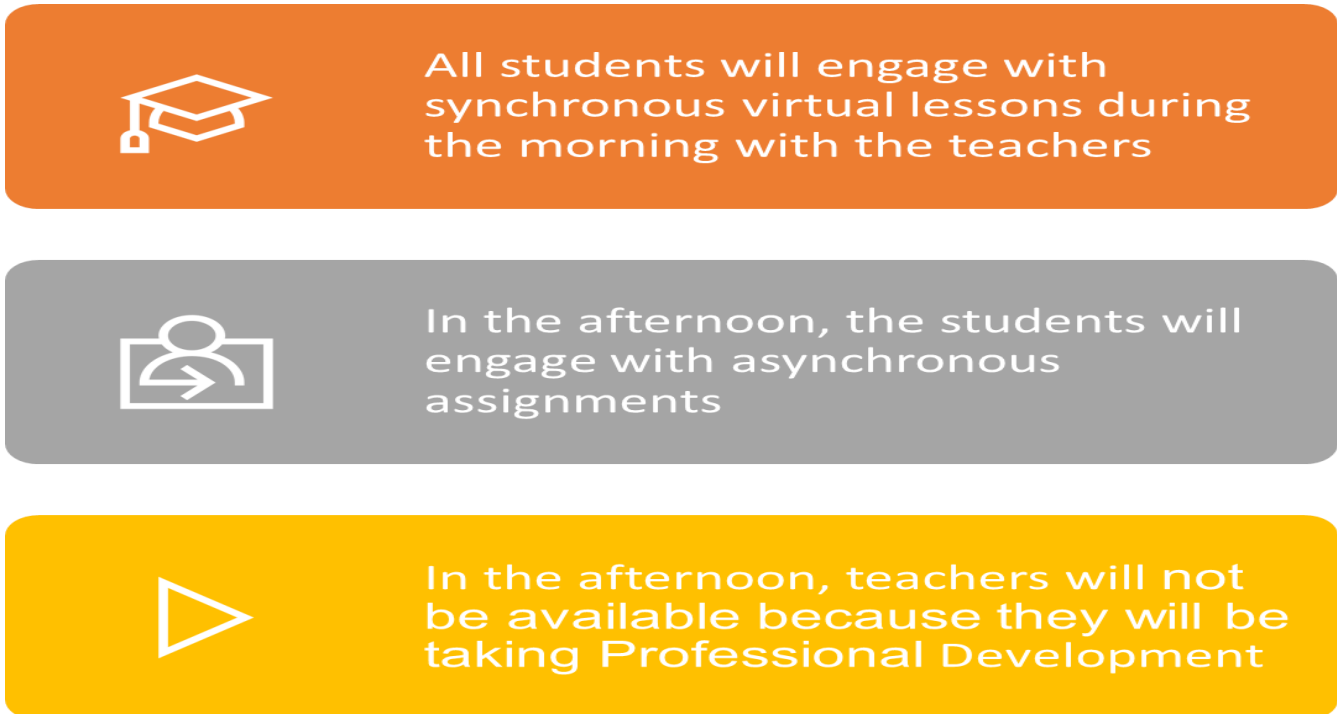 All students will engage with
synchronous virtual lessons during
the morning with the teachers
In the afternoon, the students will
engage with asynchronous
assignments
In the afternoon, teachers will not
be available because they will be
taking Professional Development